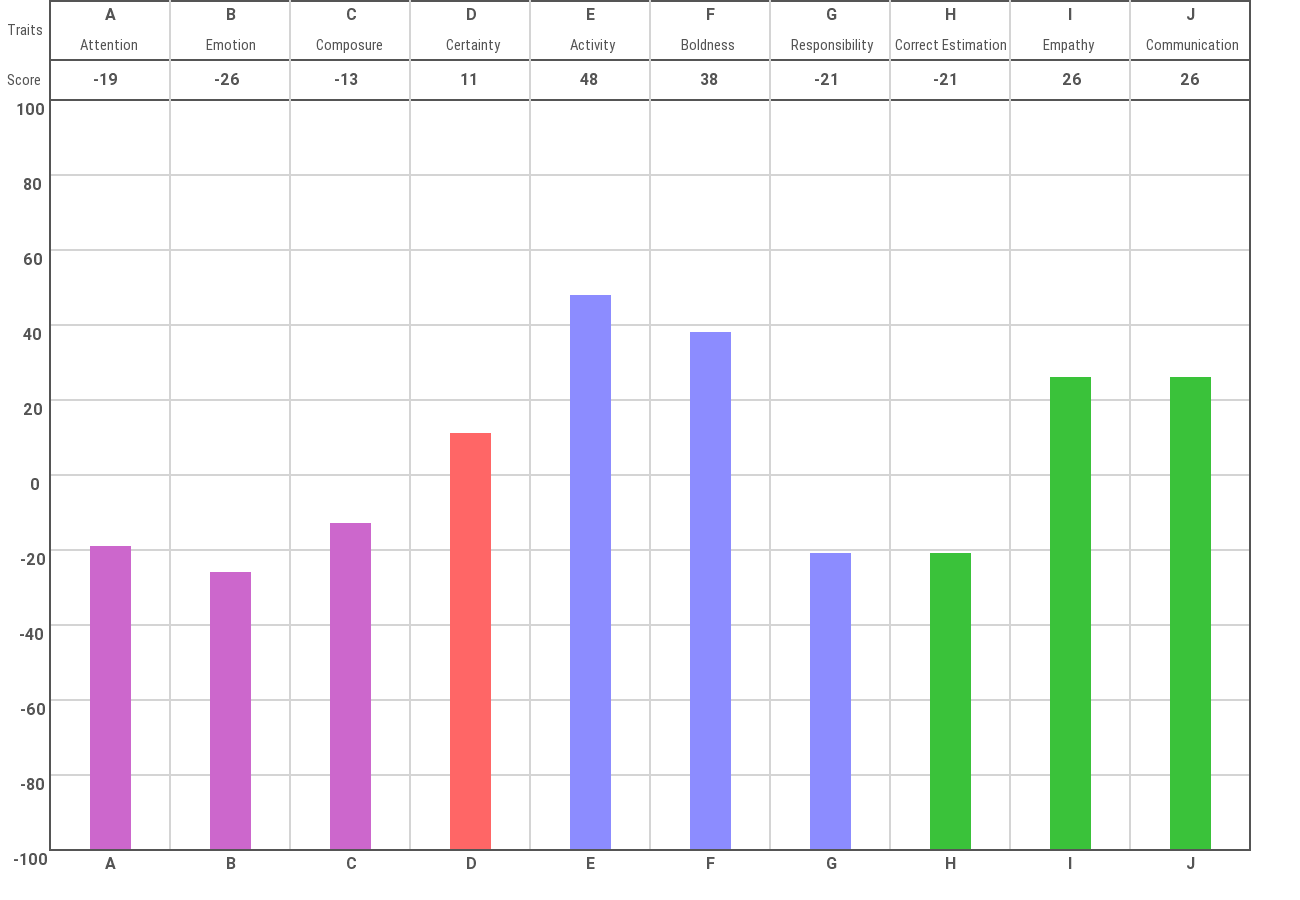 A B C D E F G H I J
Traits
Attention Emotion Composure Certainty Activity Boldness Responsibility Correct Estimation Empathy Communication
Score -19 -26 -13 11 48 38 -21 -21 26 26
100
80
60
40
20
0
-20
-40
-60
-80
-100
A B C D E F G H I J